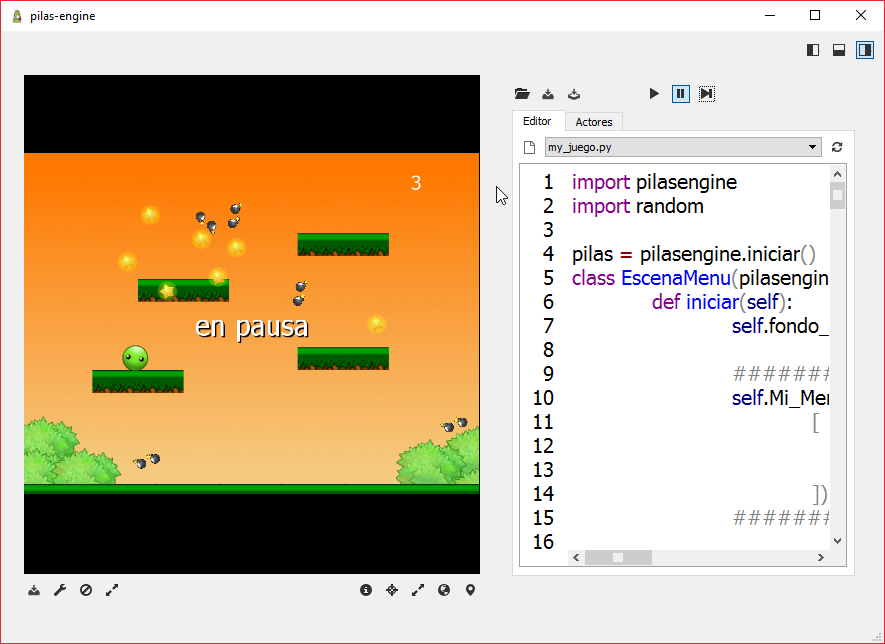 pilas-engine
3
en pausa
Editor
Actores
my_juego.py
1 import pilasengine
2 import random
3
4 pilas = pilasengine.iniciar()
5 class EscenaMenu(pilasengin
6 def iniciar(self):
7 self.fondo_
8
9 #######
10 self.Mi_Me
11 [
12
13
14 ])
15 #######
16